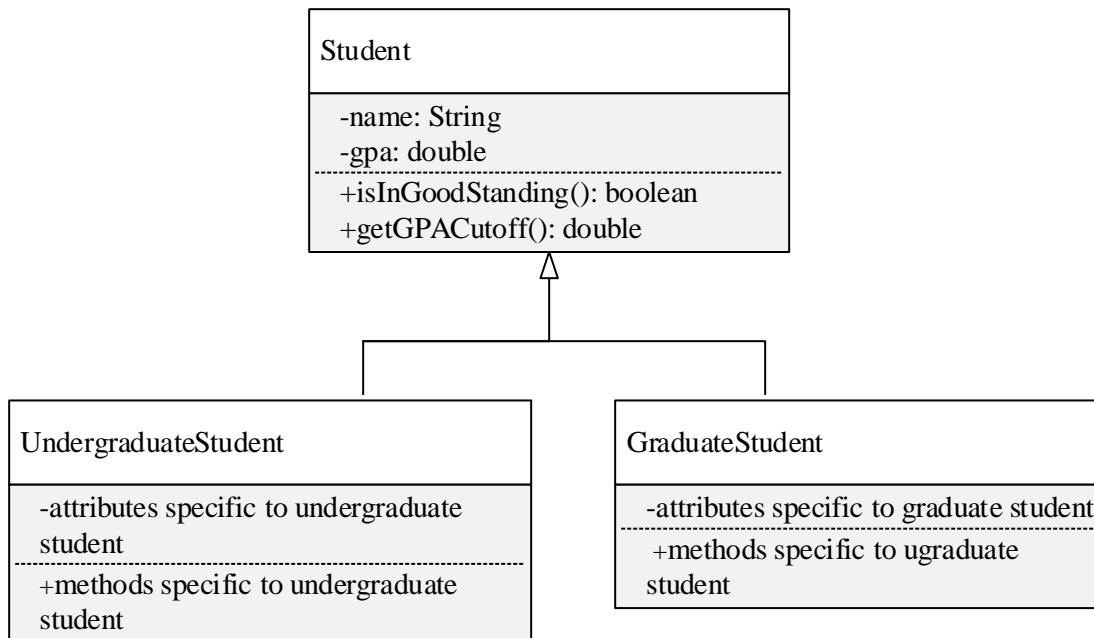 Student
-name: String
-gpa: double
+isInGoodStanding(): boolean
+getGPACutoff(): double
UndergraduateStudent
-attributes specific to undergraduate
student
+methods specific to undergraduate
student
GraduateStudent
-attributes specific to graduate student
+methods specific to ugraduate
student